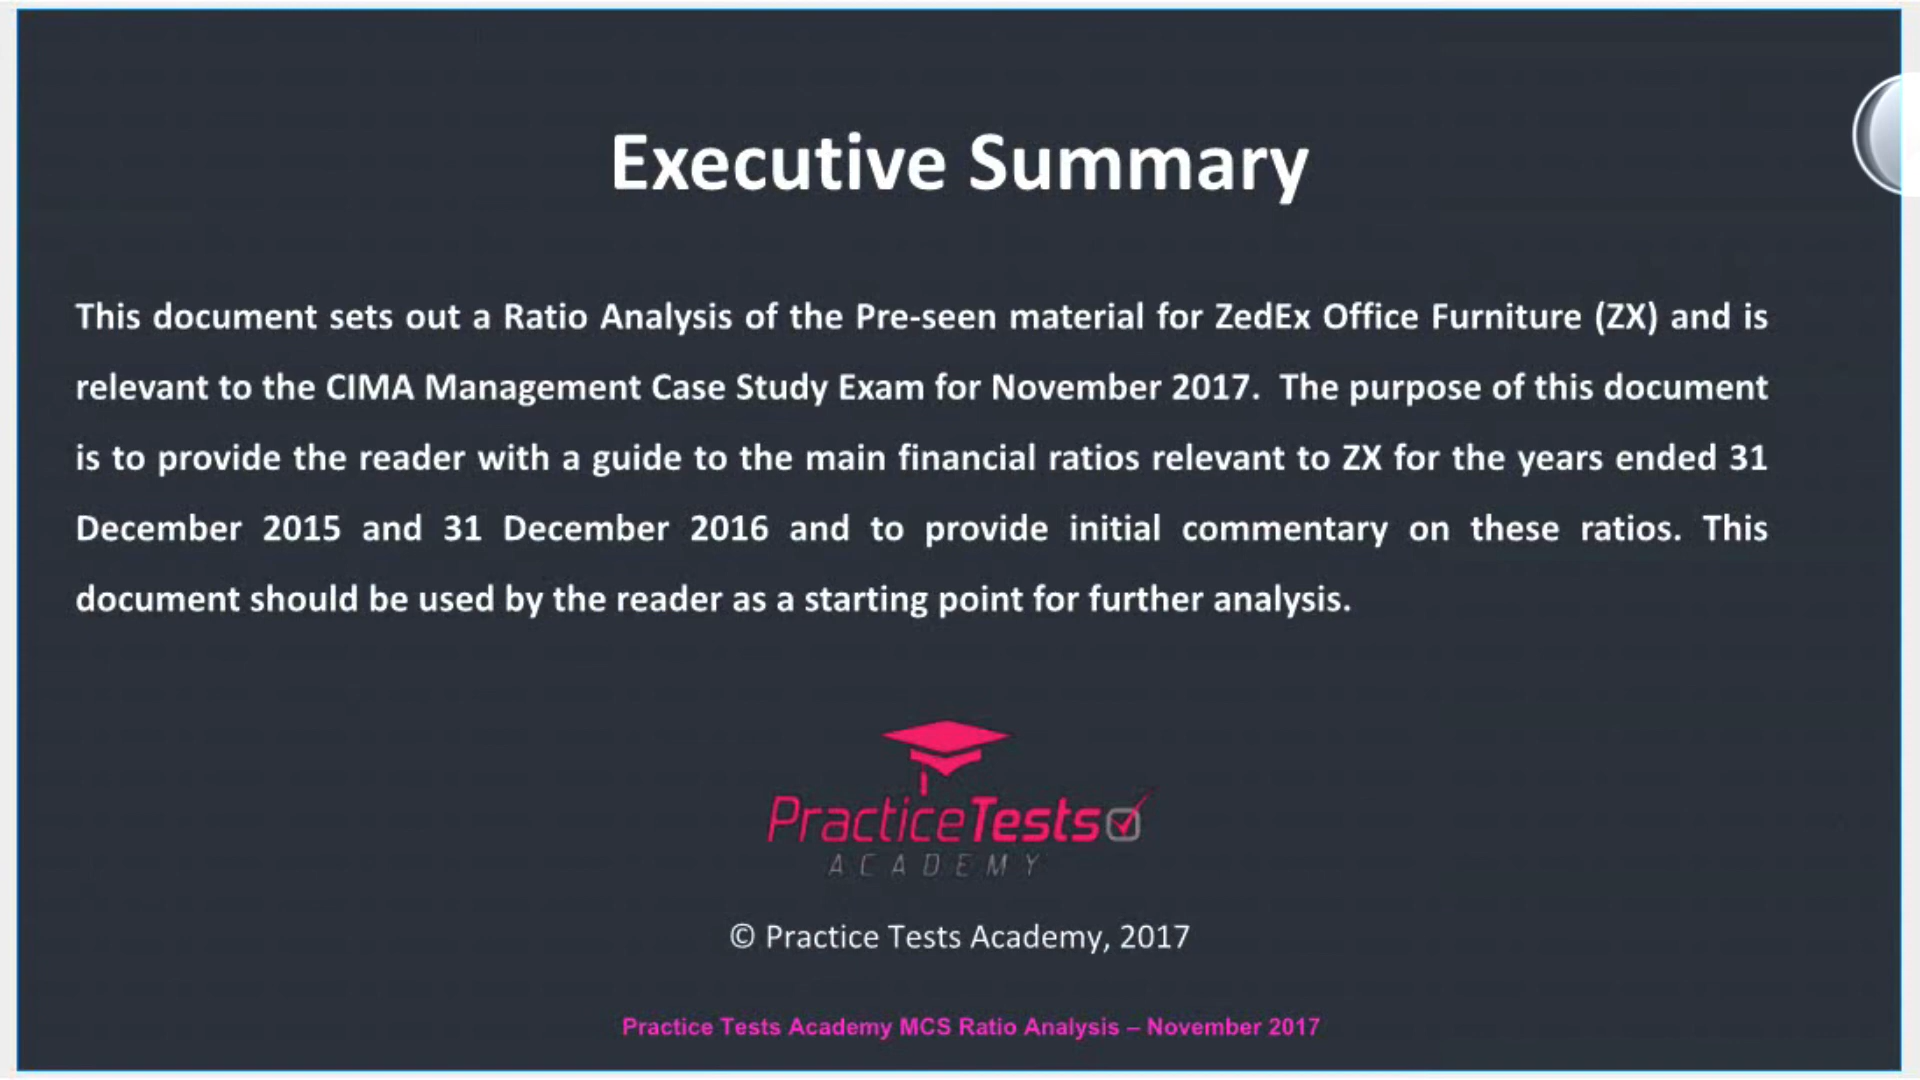 Executive Summary
This document sets out a Ratio Analysis of the Pre-seen material for ZedEx Office Furniture (ZX) and is
relevant to the CIMA Management Case Study Exam for November 2017.  The purpose of this document
is to provide the reader with a guide to the main financial ratios relevant to ZX for the years ended 31
December 2015 and 31 December 2016 and to provide initial commentary on these ratios. This
document should be used by the reader as a starting point for further analysis.
PracticeTests
ACADEMY
© Practice Tests Academy, 2017
Practice Tests Academy MCS Ratio Analysis – November 2017